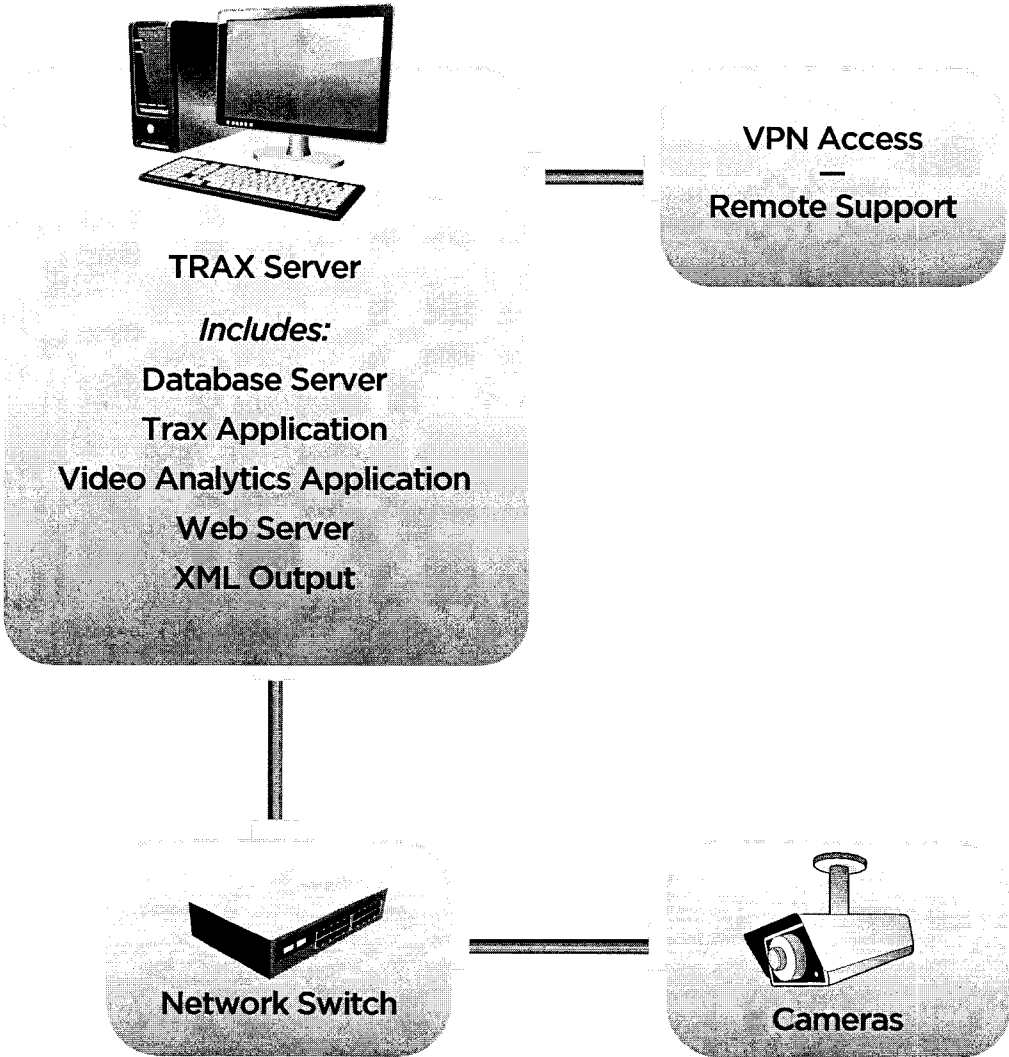 VPN Access
—
Remote Support
TRAX Server
Includes:
Database Server
Trax Application
Video Analytics Application
Web Server
XML Output
Network Switch
Cameras